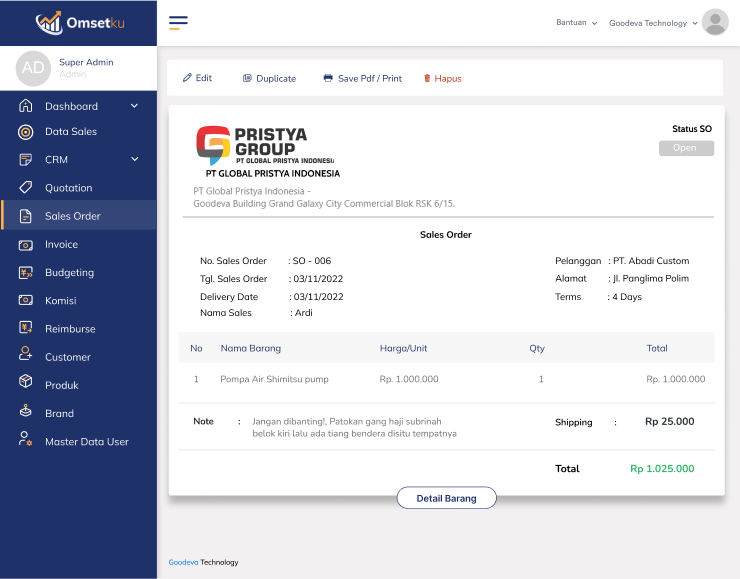 Omsetku
Bantuan
Goodeva Technology
AD
Super Admin
Admin
Dashboard
Data Sales
CRM
Quotation
Sales Order
Invoice
Budgeting
Komisi
Reimburse
Customer
Produk
Brand
Master Data User
Edit
Duplicate
Save Pdf / Print
Hapus
PRISTYA
GROUP
PT GLOBAL PRISTYA INDONESIA
PT GLOBAL PRISTYA INDONESIA
Status SO
Open
PT Global Pristya Indonesia -
Goodeva Building Grand Galaxy City Commercial Blok RSK 6/15.
Sales Order
No. Sales Order : SO - 006
Pelanggan : PT. Abadi Custom
Tgl. Sales Order : 03/11/2022
Alamat : Jl. Panglima Polim
Delivery Date : 03/11/2022
Terms : 4 Days
Nama Sales : Ardi
No Nama Barang Harga/Unit Qty Total
1 Pompa Air Shimitsu pump Rp. 1.000.000 1 Rp. 1.000.000
Note : Jangan dibanting!, Patokan gang haji subrinah
belok kiri lalu ada tiang bendera disitu tempatnya
Shipping : Rp 25.000
Total Rp 1.025.000
Detail Barang
Goodeva Technology